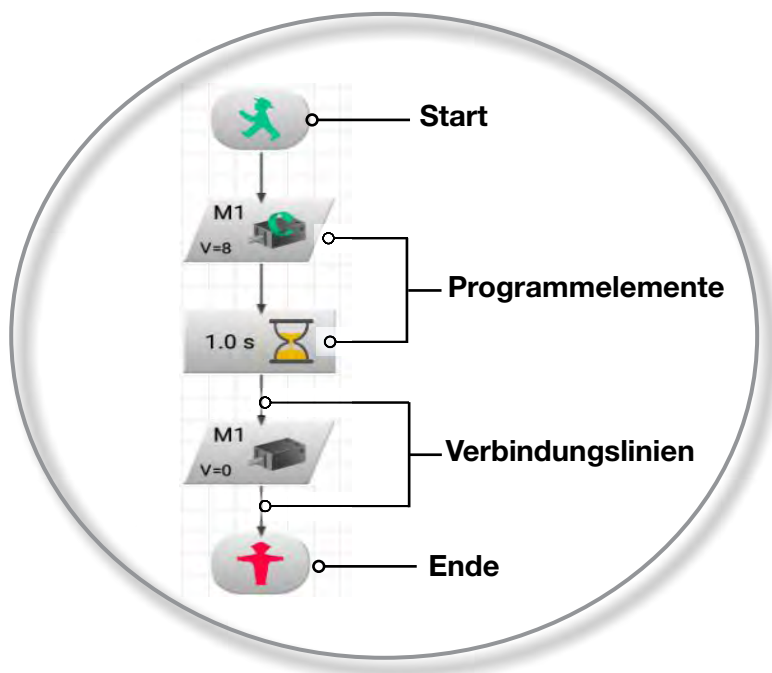 Start
M1
V=8
Programmelemente
1.0 s
M1
V=0
Verbindungslinien
Ende